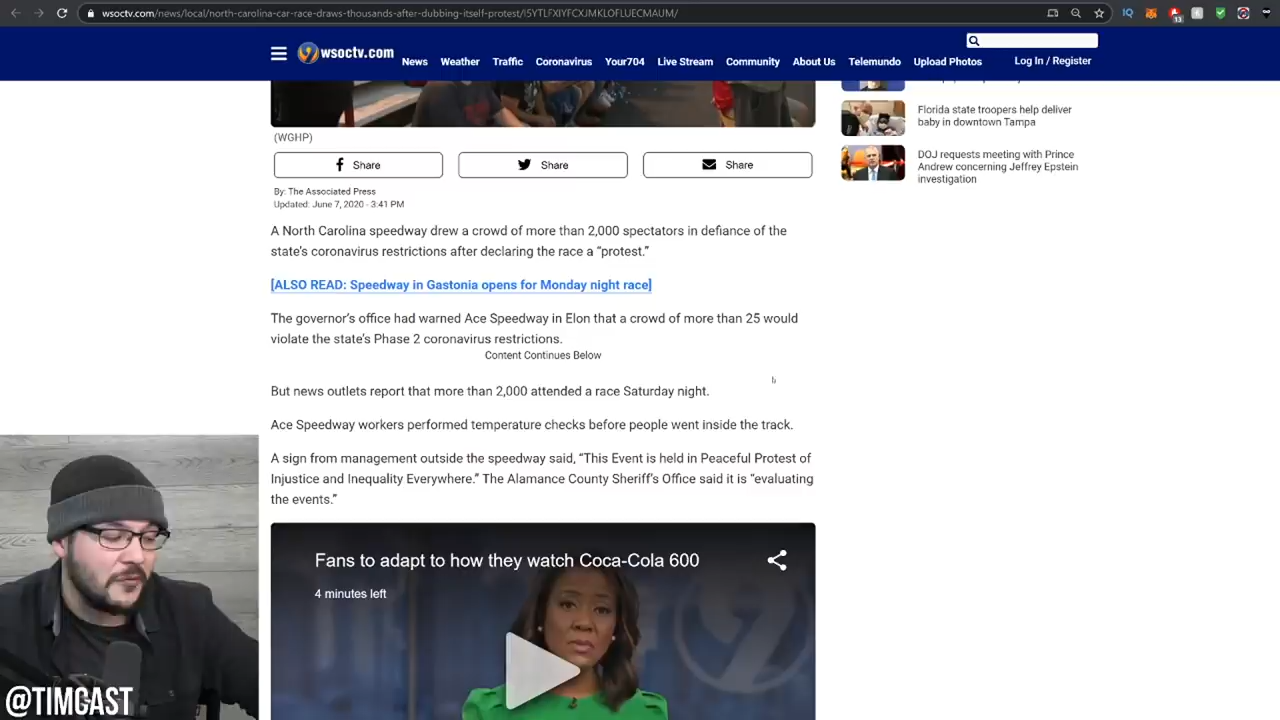 wsoctv.com/news/local/north-carolina-car-race-draws-thousands-after-dubbing-itself-protest/I5YTLFXIYFCXJMKLOFLUECMAUM/
13
9 wsoctv.com
News Weather Traffic Coronavirus Your704 Live Stream Community About Us Telemundo Upload Photos
Log In / Register
(WGHP)
Share Share Share
By: The Associated Press
Updated: June 7, 2020 - 3:41 PM
A North Carolina speedway drew a crowd of more than 2,000 spectators in defiance of the
state's coronavirus restrictions after declaring the race a “protest.”
[ALSO READ: Speedway in Gastonia opens for Monday night race]
The governor's office had warned Ace Speedway in Elon that a crowd of more than 25 would
violate the state's Phase 2 coronavirus restrictions.
Content Continues Below
But news outlets report that more than 2,000 attended a race Saturday night.
Ace Speedway workers performed temperature checks before people went inside the track.
A sign from management outside the speedway said, “This Event is held in Peaceful Protest of
Injustice and Inequality Everywhere.” The Alamance County Sheriff's Office said it is “evaluating
the events.”
Fans to adapt to how they watch Coca-Cola 600
4 minutes left
Florida state troopers help deliver
baby in downtown Tampa
DOJ requests meeting with Prince
Andrew concerning Jeffrey Epstein
investigation
@TIMCAST